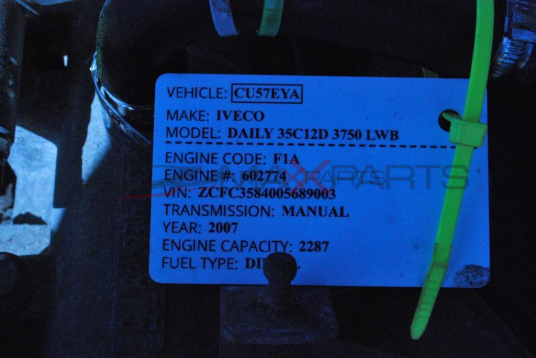 VEHICLE: CU57EYA
MAKE: IVECO
MODEL: DAILY 35C12D 3750 LWB
ENGINE CODE: F1A
ENGINE #: 602774
VIN: ZCFC3584005689003
TRANSMISSION: MANUAL
YEAR: 2007
ENGINE CAPACITY: 2287
FUEL TYPE: